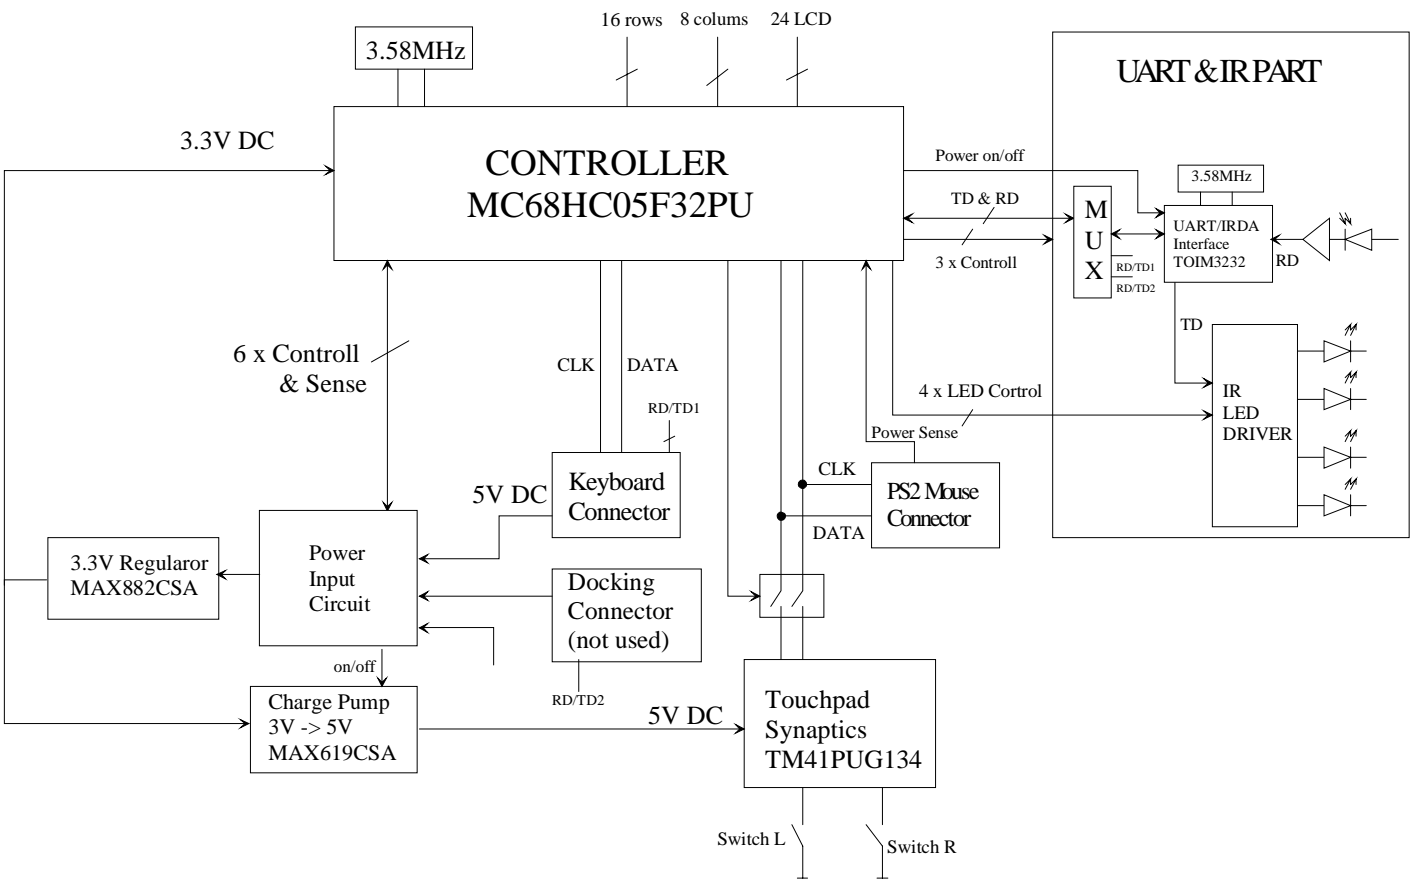 16 rows
8 colums
24 LCD
3.58MHz
UART & IR PART
3.3V DC
CONTROLLER
MC68HC05F32PU
Power on/off
3.58MHz
TD & RD
M
U
X
UART/IRDA
Interface
TOIM3232
RD
3 x Controll
RD/TD1
RD/TD2
TD
6 x Controll
& Sense
CLK
DATA
4 x LED Cortrol
IR
LED
DRIVER
RD/TD1
Power Sense
Keyboard
Connector
5V DC
CLK
DATA
PS2 Mouse
Connector
3.3V Regularor
MAX882CSA
Power
Input
Circuit
Docking
Connector
(not used)
on/off
RD/TD2
Charge Pump
3V -> 5V
MAX619CSA
5V DC
Touchpad
Synaptics
TM41PUG134
Switch L
Switch R